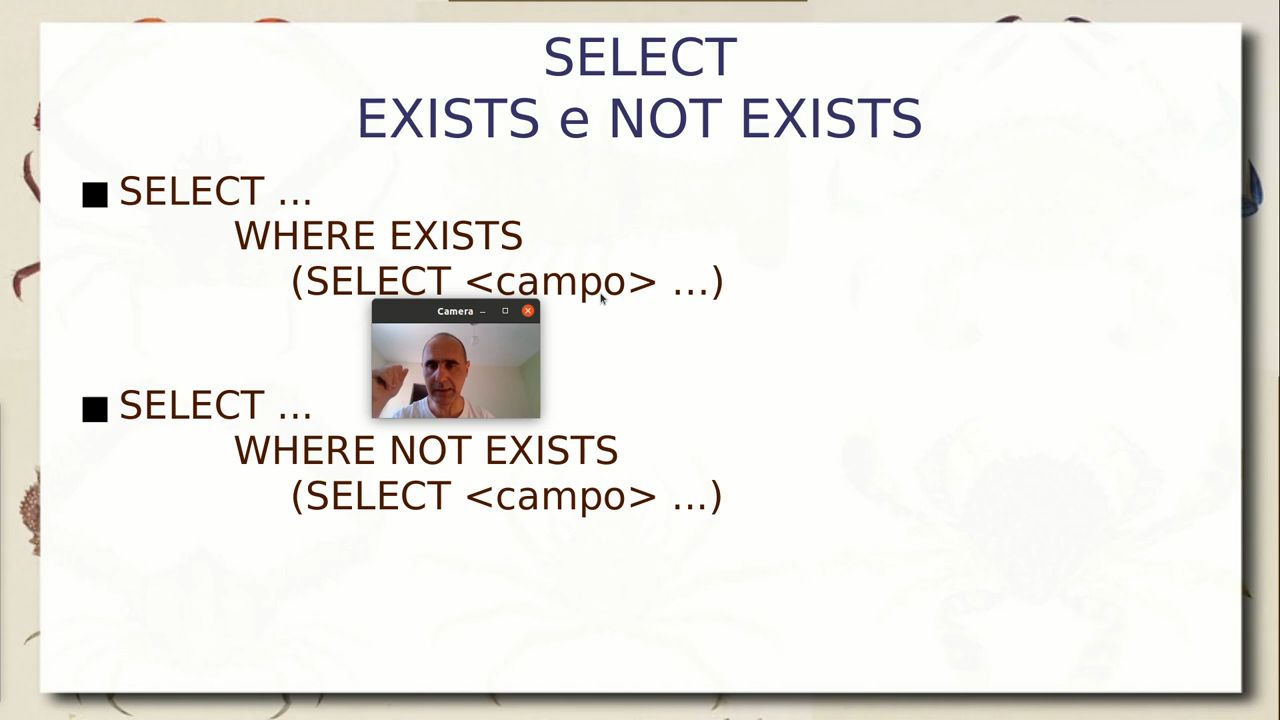 SELECT
EXISTS e NOT EXISTS
■ SELECT ...
WHERE EXISTS
(SELECT <campo> ...)
Camera
■ SELECT ...
WHERE NOT EXISTS
(SELECT <campo> ...)